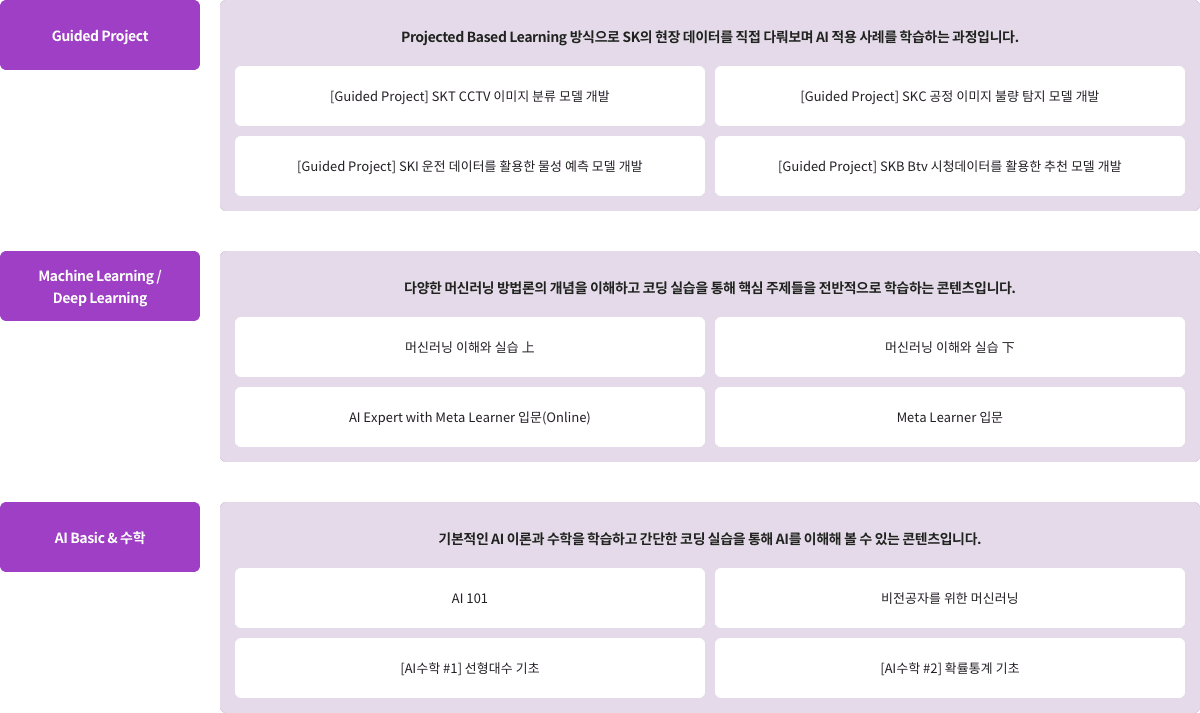 Guided Project
Projected Based Learning 방식으로 SK의 현장 데이터를 직접 다뤄보며 AI 적용 사례를 학습하는 과정입니다.
[Guided Project] SKT CCTV 이미지 분류 모델 개발
[Guided Project] SKC 공정 이미지 불량 탐지 모델 개발
[Guided Project] SKI 운전 데이터를 활용한 물성 예측 모델 개발
[Guided Project] SKB Btv 시청데이터를 활용한 추천 모델 개발
Machine Learning /
Deep Learning
다양한 머신러닝 방법론의 개념을 이해하고 코딩 실습을 통해 핵심 주제들을 전반적으로 학습하는 콘텐츠입니다.
머신러닝 이해와 실습 上
머신러닝 이해와 실습 下
AI Expert with Meta Learner 입문(Online)
Meta Learner 입문
AI Basic & 수학
기본적인 AI 이론과 수학을 학습하고 간단한 코딩 실습을 통해 AI를 이해해 볼 수 있는 콘텐츠입니다.
AI 101
비전공자를 위한 머신러닝
[AI수학 #1] 선형대수 기초
[AI수학 #2] 확률통계 기초